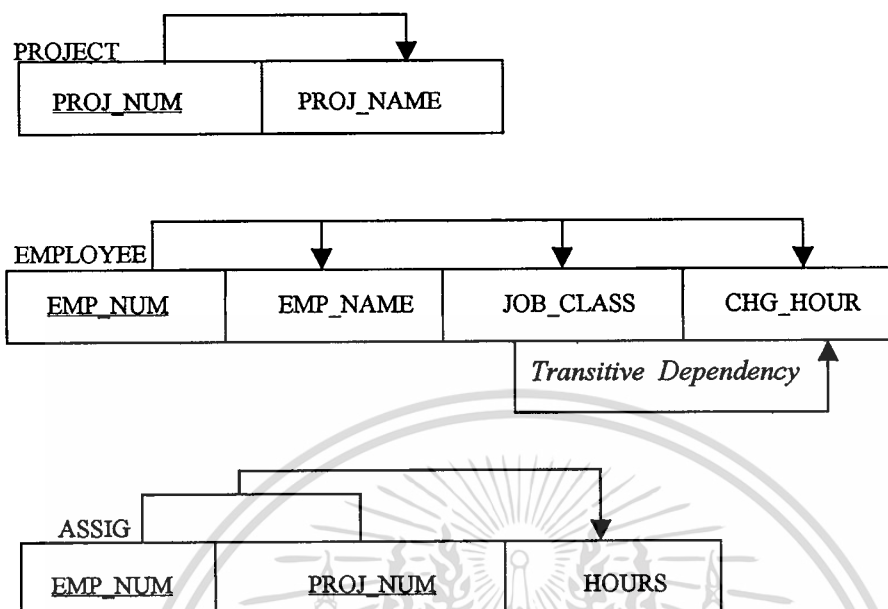 PROJECT
PROJ_NUM PROJ_NAME
EMPLOYEE
EMP_NUM EMP_NAME JOB_CLASS CHG_HOUR
Transitive Dependency
ASSIG
EMP_NUM PROJ_NUM HOURS